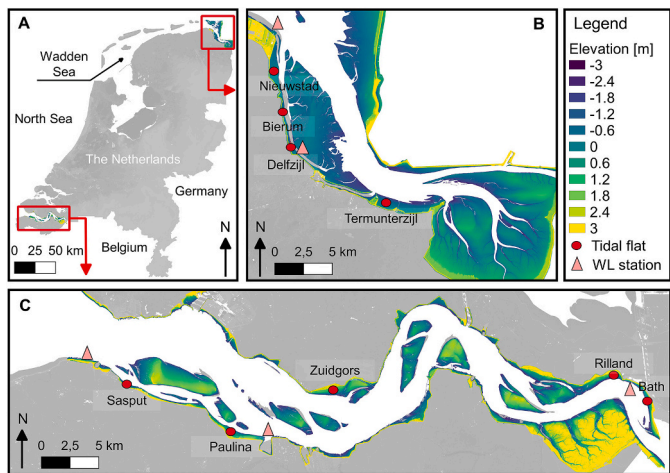 A
Wadden
Sea
North Sea
The Netherlands
Germany
Belgium
N
0 25 50 km
B
Nieuwstad
Bierum
Delfzijl
Termunterzijl
N
0 2,5 5 km
Legend
Elevation [m]
-3
-2.4
-1.8
-1.2
-0.6
0
0.6
1.2
1.8
2.4
3
Tidal flat
WL station
C
Sasput
Paulina
Zuidgors
Rilland
Bath
N
0 2,5 5 km